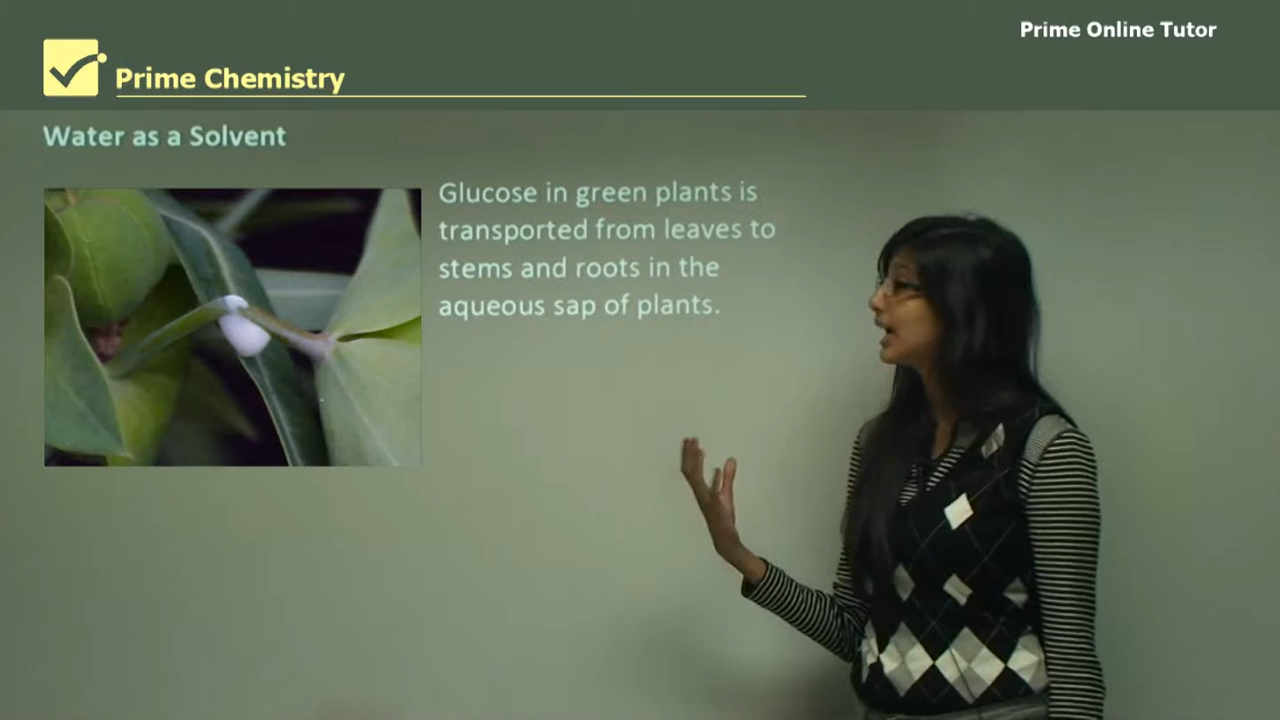 Prime Online Tutor
Prime Chemistry
Water as a Solvent
Glucose in green plants is
transported from leaves to
stems and roots in the
aqueous sap of plants.